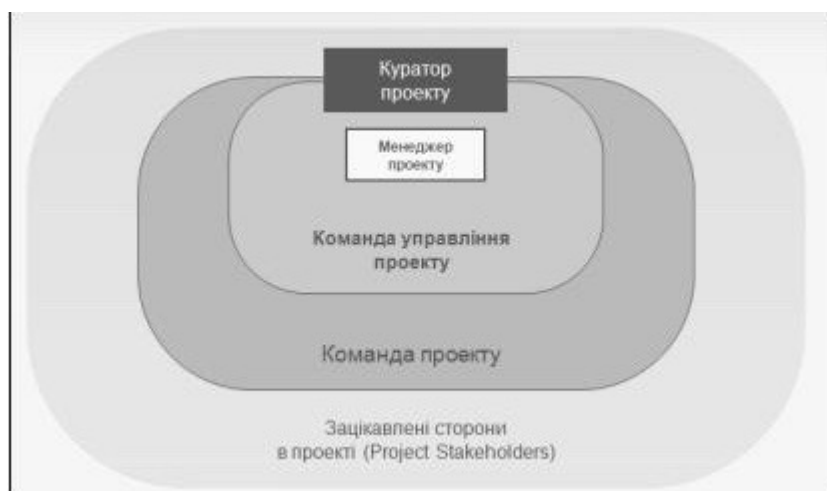 Куратор
проекту
Менеджер
проекту
Команда управління
проекту
Команда проекту
Зацікавлені сторони
в проекті (Project Stakeholders)